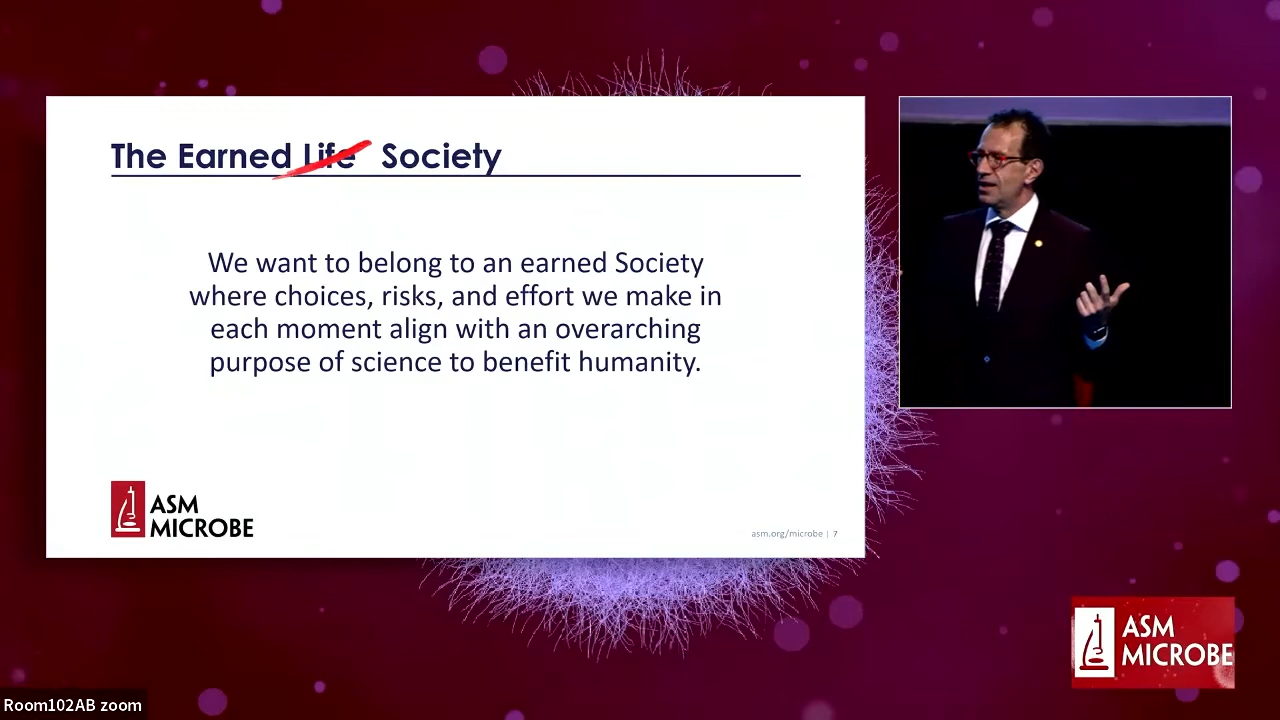 The Earned Life Society
We want to belong to an earned Society
where choices, risks, and effort we make in
each moment align with an overarching
purpose of science to benefit humanity.
ASM
MICROBE
asm.org/microbe | 7
ASM
MICROBE
Room102AB zoom